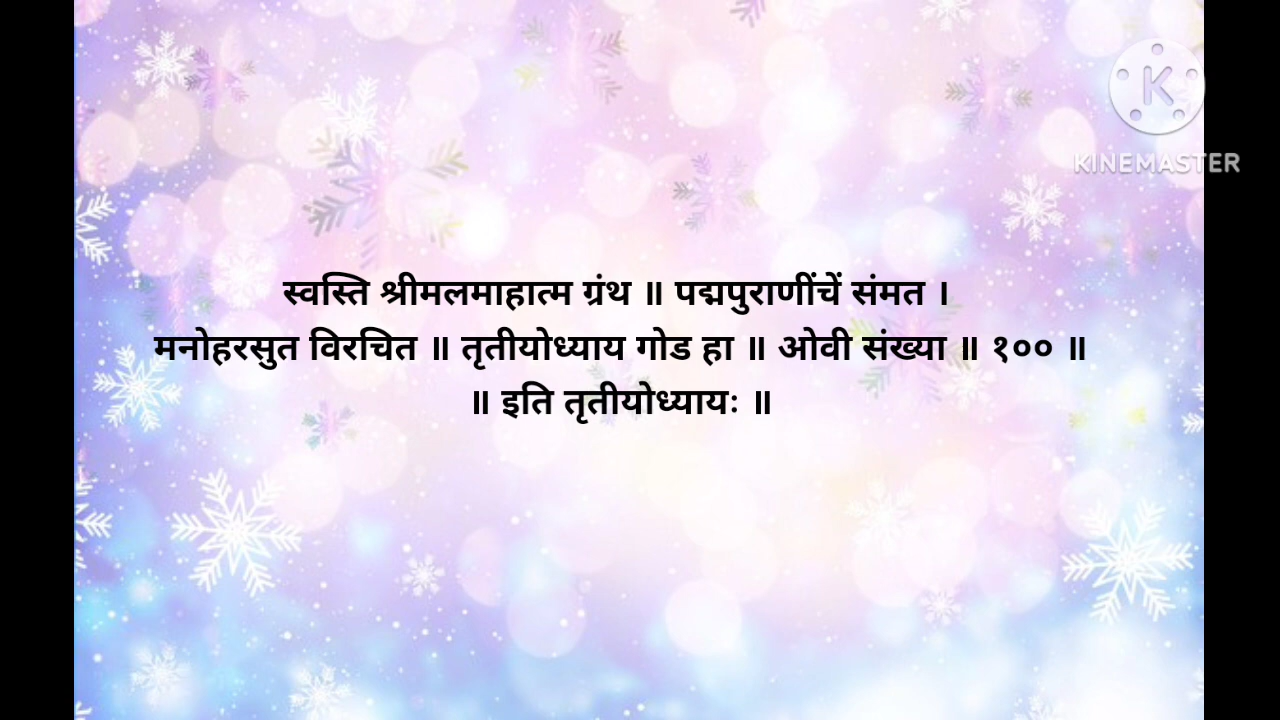 KINEMASTER
स्वस्ति श्रीमलमाहात्म ग्रंथ ॥ पद्मपुराणींचें संमत ।
मनोहरसुत विरचित ॥ तृतीयोध्याय गोड हा ॥ ओवी संख्या ॥ १०० ॥
॥ इति तृतीयोध्यायः ॥